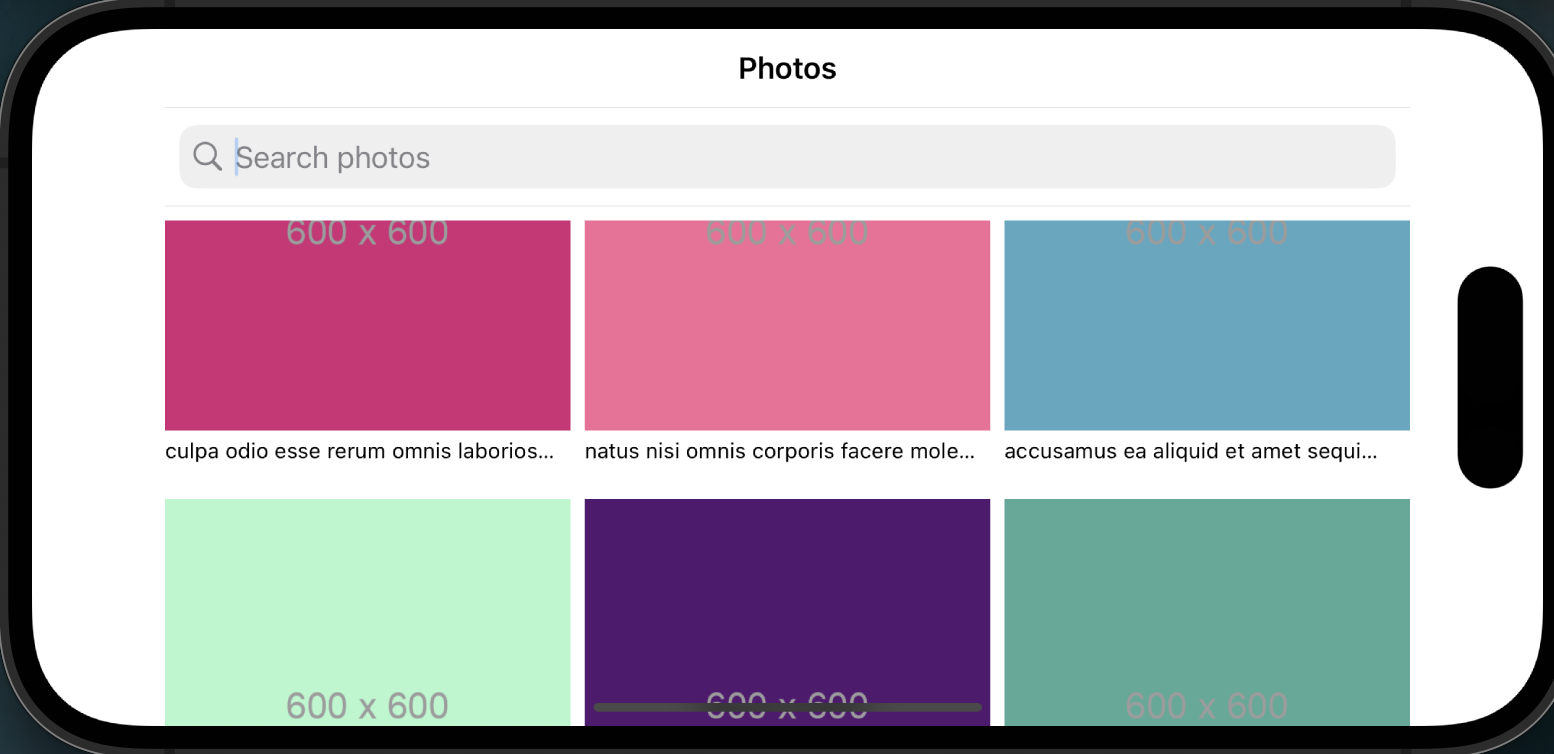 Photos
Search photos
600 x 600
600 x 600
600 x 600
culpa odio esse rerum omnis laborios...
natus nisi omnis corporis facere mole...
accusamus ea aliquid et amet sequi...
600 x 600
600 x 600
600 x 600